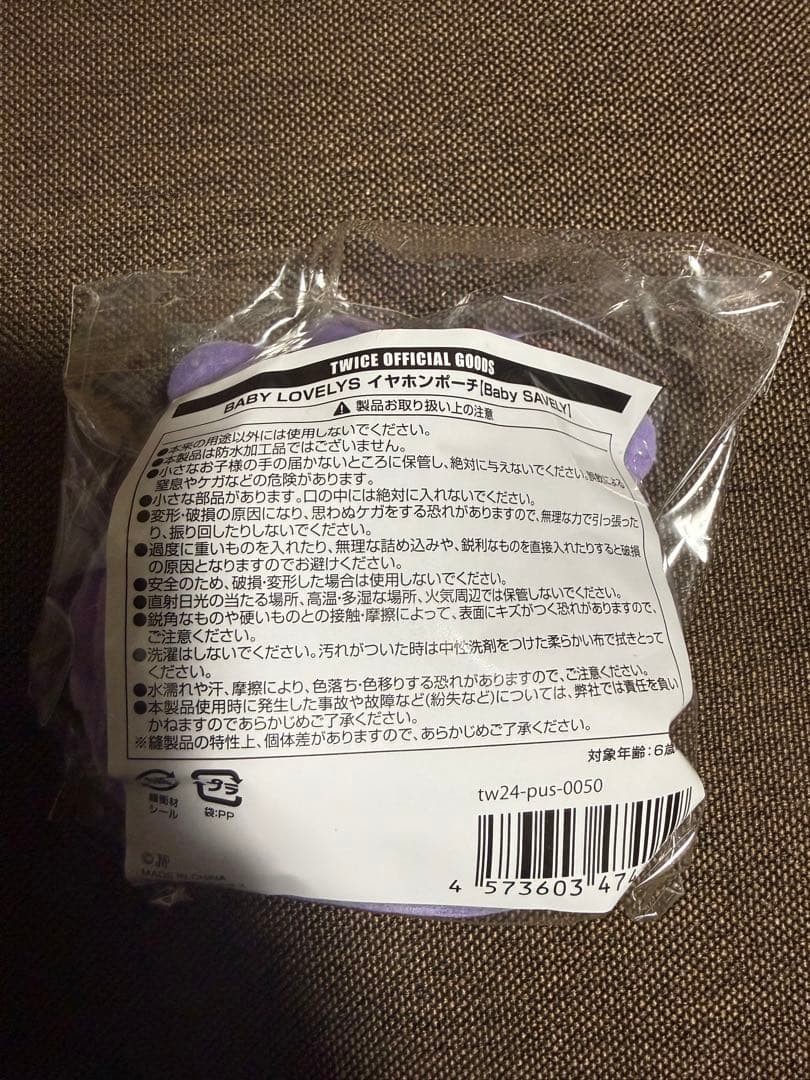 TWICE OFFICIAL GOODS
BABY LOVELYS イヤホンポーチ[Baby SAVELY]
製品お取り扱い上の注意
●本来の用途以外には使用しないでください。
●本製品は防水加工品ではございません。
●小さなお子様の手の届かないところに保管し、絶対に与えないでください。誤飲による
窒息やケガなどの危険があります。
●小さな部品があります。口の中には絶対に入れないでください。
●変形・破損の原因になり、思わぬケガをする恐れがありますので、無理な力で引っ張った
り、振り回したりしないでください。
●過度に重いものを入れたり、無理な詰め込みや、鋭利なものを直接入れたりすると破損
の原因となりますのでお避けください。
●安全のため、破損・変形した場合は使用しないでください。
●直射日光の当たる場所、高温・多湿な場所、火気周辺では保管しないでください。
●鋭角なものや硬いものとの接触・摩擦によって、表面にキズがつく恐れがありますので、
ご注意ください。
●洗濯はしないでください。汚れがついた時は中性洗剤をつけた柔らかい布で拭きとって
ください。
●水濡れや汗、摩擦により、色落ち・色移りする恐れがありますので、ご注意ください。
●本製品使用時に発生した事故や故障など(紛失など)については、弊社では責任を負い
かねますのであらかじめご了承ください。
※縫製品の特性上、個体差がありますので、あらかじめご了承ください。
対象年齢:6歳
プラ
緩衝材
シール
袋:PP
tw24-pus-0050
4 573603 474
MADE IN CHINA